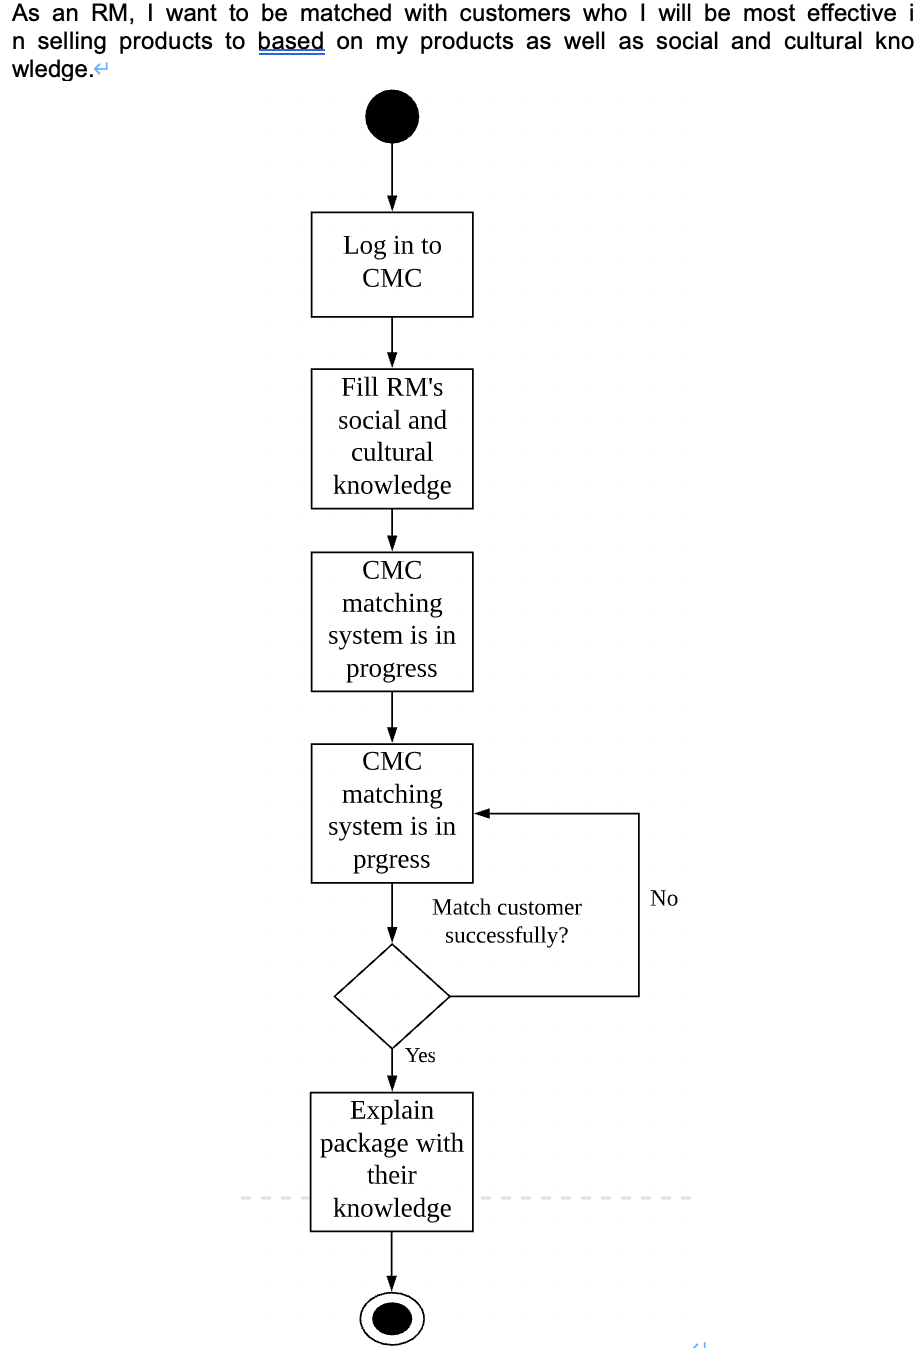 As an RM, I want to be matched with customers who I will be most effective i
n selling products to based on my products as well as social and cultural kno
wledge.
Log in to
CMC
Fill RM's
social and
cultural
knowledge
CMC
matching
system is in
progress
CMC
matching
system is in
prgress
Match customer
successfully?
No
Yes
Explain
package with
their
knowledge